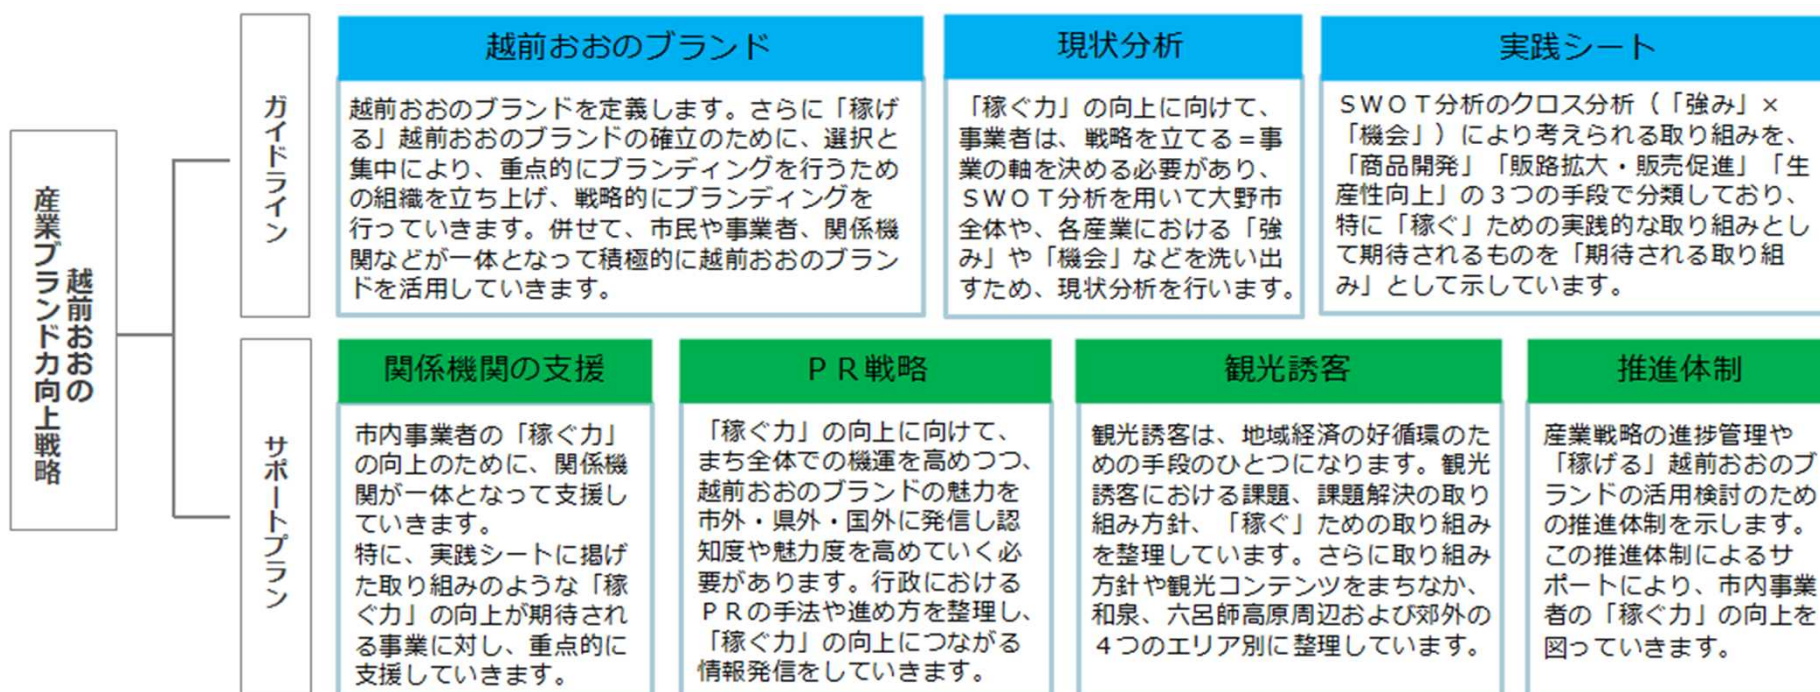 越前おおの
産業ブランド力向上戦略
ガイドライン
越前おおのブランド
越前おおのブランドを定義します。さらに「稼げ
る」越前おおのブランドの確立のために、選択と
集中により、重点的にブランディングを行うため
の組織を立ち上げ、戦略的にブランディングを
行っていきます。併せて、市民や事業者、関係機
関などが一体となって積極的に越前おおのブラン
ドを活用していきます。
現状分析
「稼ぐ力」の向上に向けて、
事業者は、戦略を立てる＝事
業の軸を決める必要があり、
ＳＷＯＴ分析を用いて大野市
全体や、各産業における「強
み」や「機会」などを洗い出
すため、現状分析を行います。
実践シート
ＳＷＯＴ分析のクロス分析（「強み」×
「機会」）により考えられる取り組みを、
「商品開発」「販路拡大・販売促進」「生
産性向上」の３つの手段で分類しており、
特に「稼ぐ」ための実践的な取り組みとし
て期待されるものを「期待される取り組
み」として示しています。
サポートプラン
関係機関の支援
市内事業者の「稼ぐ力」
の向上のために、関係機
関が一体となって支援し
ていきます。
特に、実践シートに掲げ
た取り組みのような「稼
ぐ力」の向上が期待され
る事業に対し、重点的に
支援していきます。
ＰＲ戦略
「稼ぐ力」の向上に向けて、
まち全体での機運を高めつつ、
越前おおのブランドの魅力を
市外・県外・国外に発信し認
知度や魅力度を高めていく必
要があります。行政における
ＰＲの手法や進め方を整理し、
「稼ぐ力」の向上につながる
情報発信をしていきます。
観光誘客
観光誘客は、地域経済の好循環のた
めの手段のひとつになります。観光
誘客における課題、課題解決の取り
組み方針、「稼ぐ」ための取り組み
を整理しています。さらに取り組み
方針や観光コンテンツをまちなか、
和泉、六呂師高原周辺および郊外の
４つのエリア別に整理しています。
推進体制
産業戦略の進捗管理や
「稼げる」越前おおのブ
ランドの活用検討のため
の推進体制を示します。
この推進体制によるサ
ポートにより、市内事業
者の「稼ぐ力」の向上を
図っていきます。